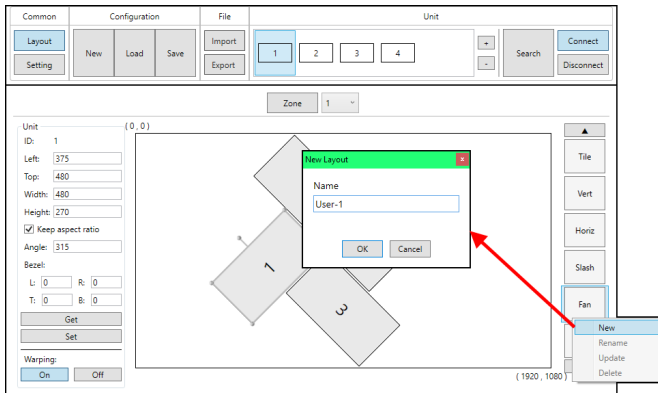 Common Configuration File Unit
Layout New Load Save Import 1 2 3 4 + Search Connect
Setting Export - Disconnect
Zone 1
Unit (0,0)
ID: 1
Left: 375
Top: 480
Width: 480
Height: 270
Keep aspect ratio
Angle: 315
Bezel:
L: 0 R: 0
T: 0 B: 0
Get
Set
Warping:
On Off
New Layout x
Name
User-1
OK Cancel
1
3
(1920, 1080)
▲
Tile
Vert
Horiz
Slash
Fan
New
Rename
Update
Delete